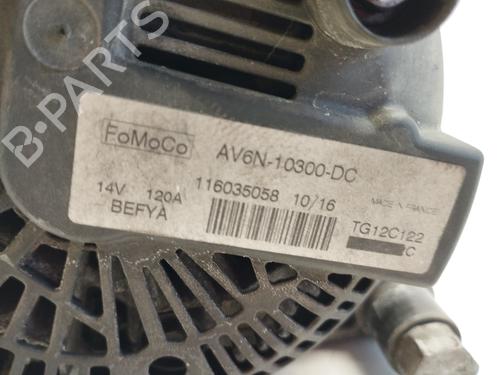 B-PARTS
FoMoCo
AV6N-10300-DC
14V 120A
116035058 10/16
MADE IN FRANCE
BEFYA
TG12C122
C